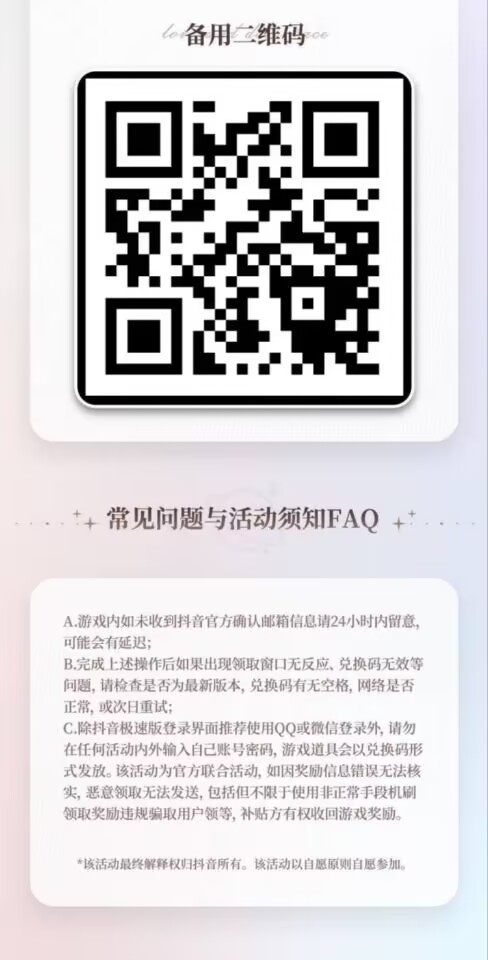 备用二维码
常见问题与活动须知FAQ
A.游戏内如未收到抖音官方确认邮箱信息请24小时内留意,
可能会有延迟;
B.完成上述操作后如果出现领取窗口无反应、兑换码无效等
问题, 请检查是否为最新版本, 兑换码有无空格, 网络是否
正常, 或次日重试;
C.除抖音极速版登录界面推荐使用QQ或微信登录外, 请勿
在任何活动内外输入自己账号密码, 游戏道具会以兑换码形
式发放。该活动为官方联合活动, 如因奖励信息错误无法核
实, 恶意领取无法发送, 包括但不限于使用非正常手段机刷
领取奖励违规骗取用户领等, 补贴方有权收回游戏奖励。
*该活动最终解释权归抖音所有。该活动以自愿原则自愿参加。